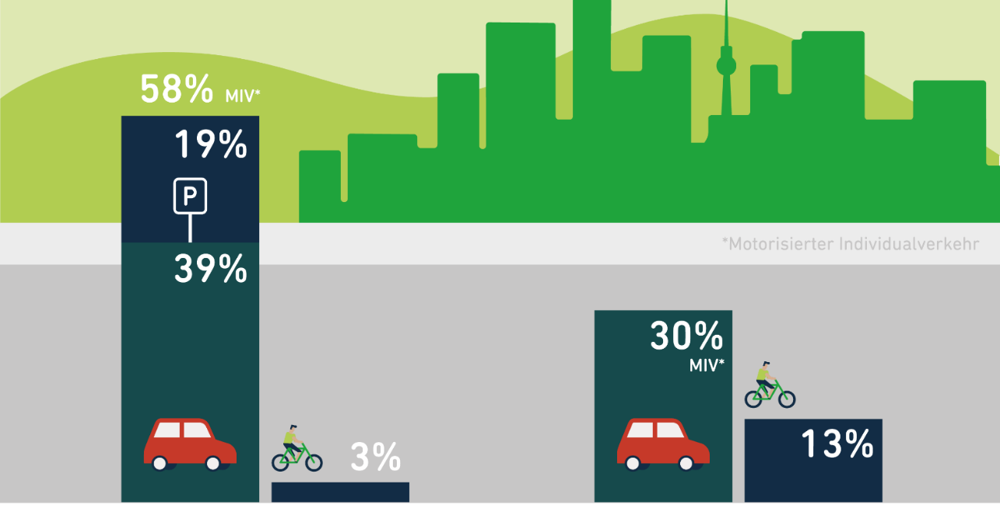 58% MIV*
19%
P
*Motorisierter Individualverkehr
39%
30%
MIV*
13%
3%